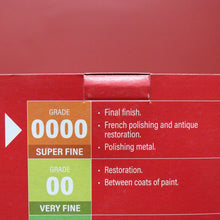 GRADE
0000
SUPER FINE
• Final finish.
• French polishing and antique
restoration.
• Polishing metal.
GRADE
00
VERY FINE
• Restoration.
• Between coats of paint.